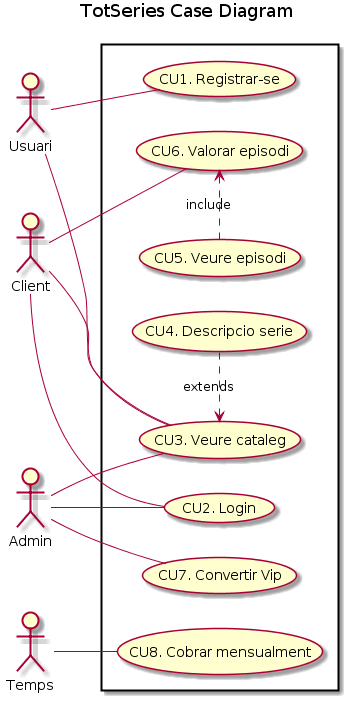 TotSeries Case Diagram
CU1. Registrar-se
Usuari
CU6. Valorar episodi
include
CU5. Veure episodi
Client
CU4. Descripcio serie
extends
CU3. Veure cataleg
CU2. Login
Admin
CU7. Convertir Vip
CU8. Cobrar mensualment
Temps